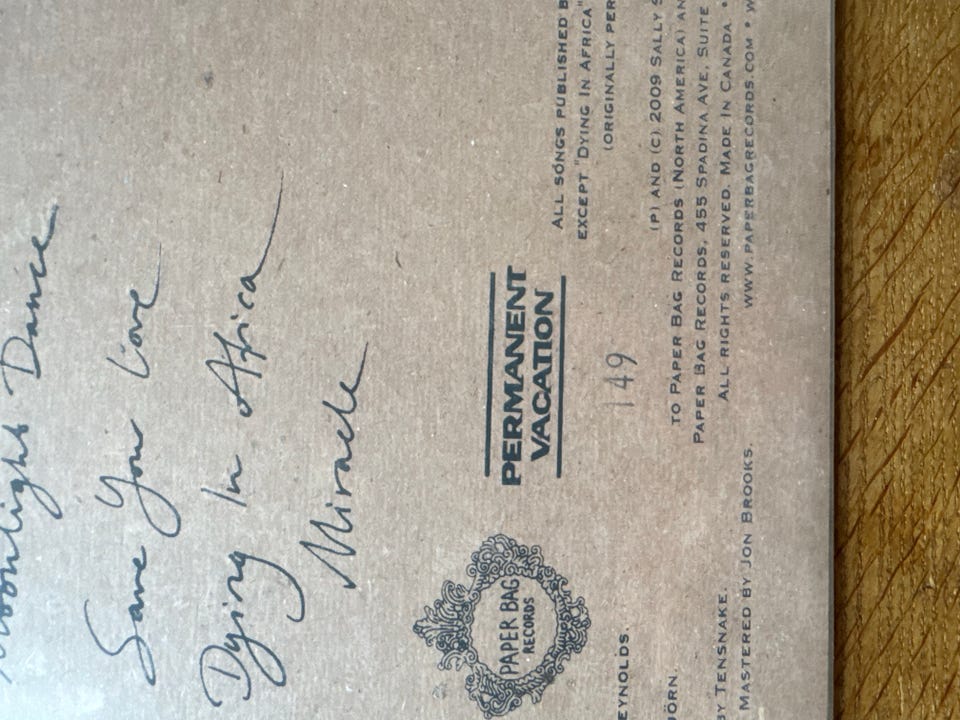 Moonlight Dance
Save Your Love
Dying In Africa
Miracle
PAPER BAG
RECORDS
PERMANENT
VACATION
149
EYNOLDS.
JÖRN.
BY TENSNAKE.
MASTERED BY JON BROOKS.
ALL SONGS PUBLISHED B
EXCEPT "DYING IN AFRICA"
(ORIGINALLY PER
(P) AND (C) 2009 SALLY S
TO PAPER BAG RECORDS (NORTH AMERICA) AN
PAPER BAG RECORDS, 455 SPADINA AVE, SUITE
ALL RIGHTS RESERVED. MADE IN CANADA •
WWW.PAPERBAGRECORDS.COM • W